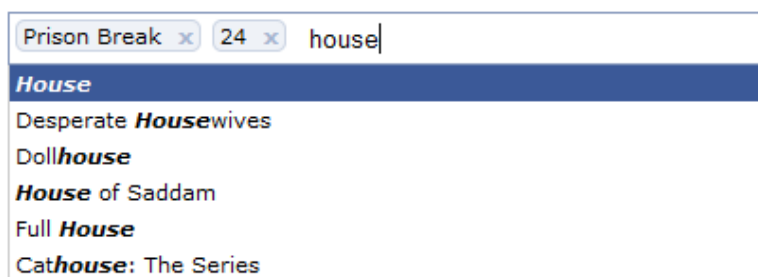 Prison Break x 24 x house
House
Desperate Housewives
Dollhouse
House of Saddam
Full House
Cathouse: The Series